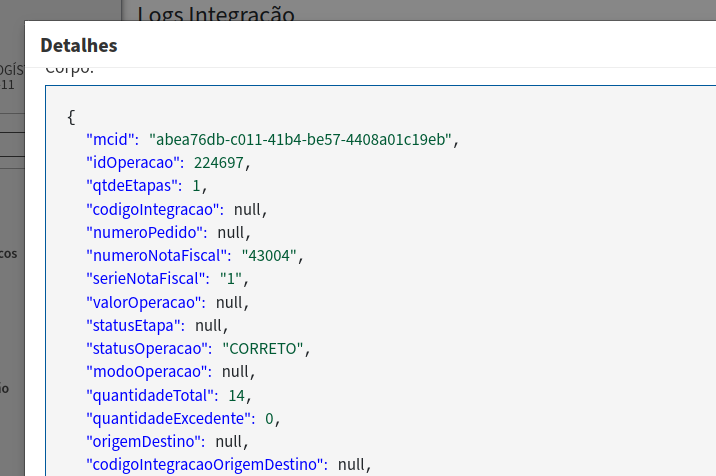 Logs Integração
Detalhes
OGÍS
11
Corpo:
{
"mcid": "abea76db-c011-41b4-be57-4408a01c19eb",
"idOperacao": 224697,
"qtdeEtapas": 1,
"codigoIntegracao": null,
"numeroPedido": null,
cos
"numeroNotaFiscal": "43004",
"serieNotaFiscal": "1",
"valorOperacao": null,
"statusEtapa": null,
"statusOperacao": "CORRETO",
"modoOperacao": null,
ão
"quantidadeTotal": 14,
"quantidadeExcedente": 0,
"origemDestino": null,
"codigoIntegracaoOrigemDestino": null,